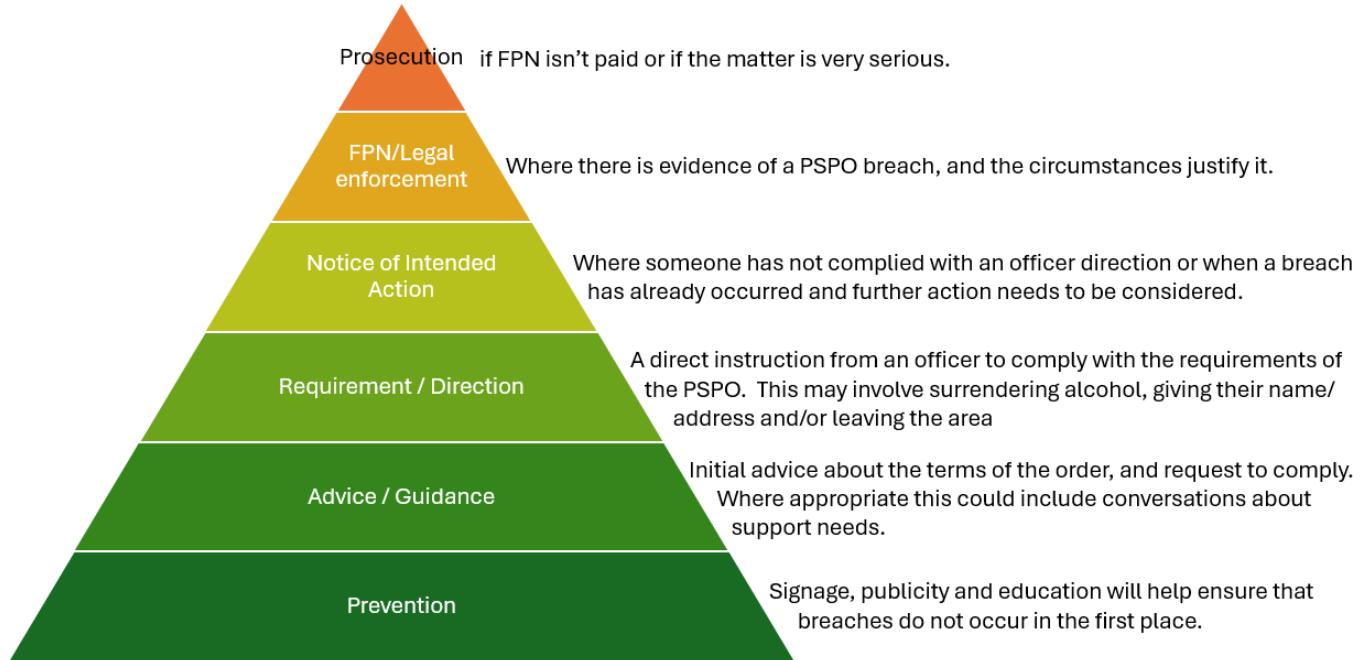 Prosecution if FPN isn’t paid or if the matter is very serious.
FPN/Legal
enforcement
Where there is evidence of a PSPO breach, and the circumstances justify it.
Notice of Intended
Action
Where someone has not complied with an officer direction or when a breach
has already occurred and further action needs to be considered.
Requirement / Direction
A direct instruction from an officer to comply with the requirements of
the PSPO.  This may involve surrendering alcohol, giving their name/
address and/or leaving the area
Advice / Guidance
Initial advice about the terms of the order, and request to comply.
Where appropriate this could include conversations about
support needs.
Prevention
Signage, publicity and education will help ensure that
breaches do not occur in the first place.